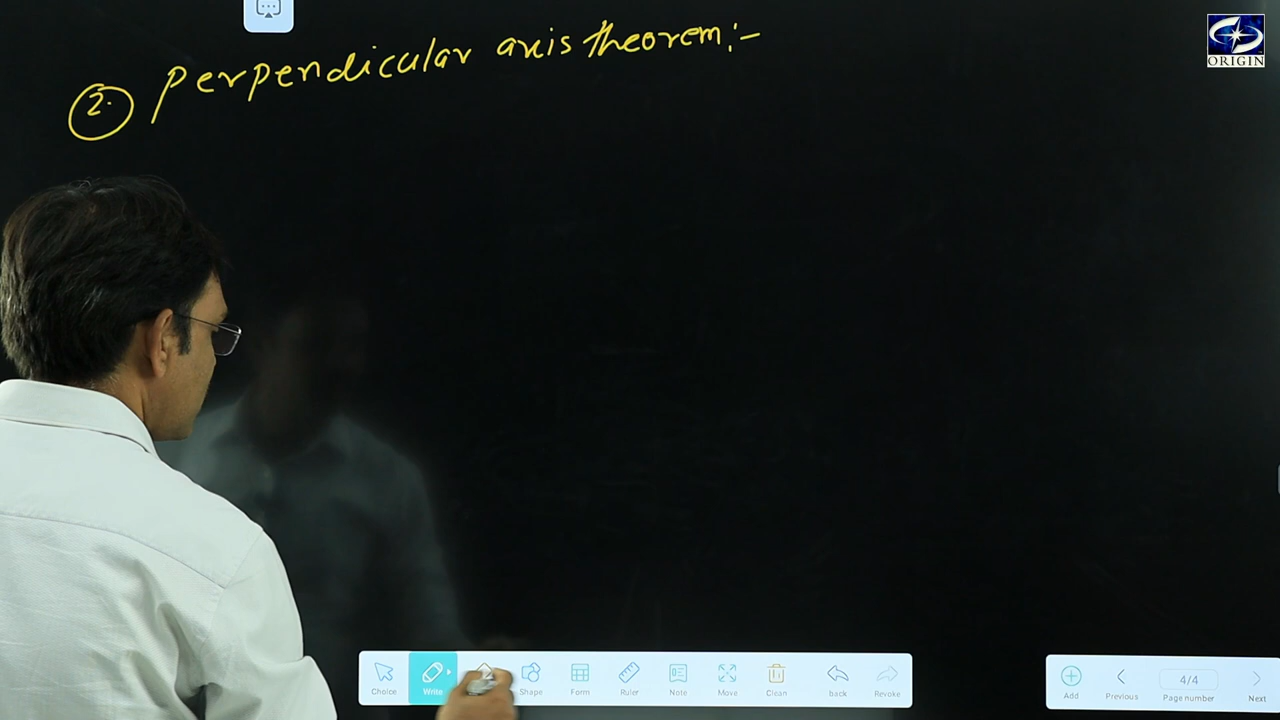 2. Perpendicular axis theorem:-
ORIGIN
Choice
Write
Shape
Form
Ruler
Note
Move
Clean
back
Revoke
Add
Previous
4/4
Page number
Next